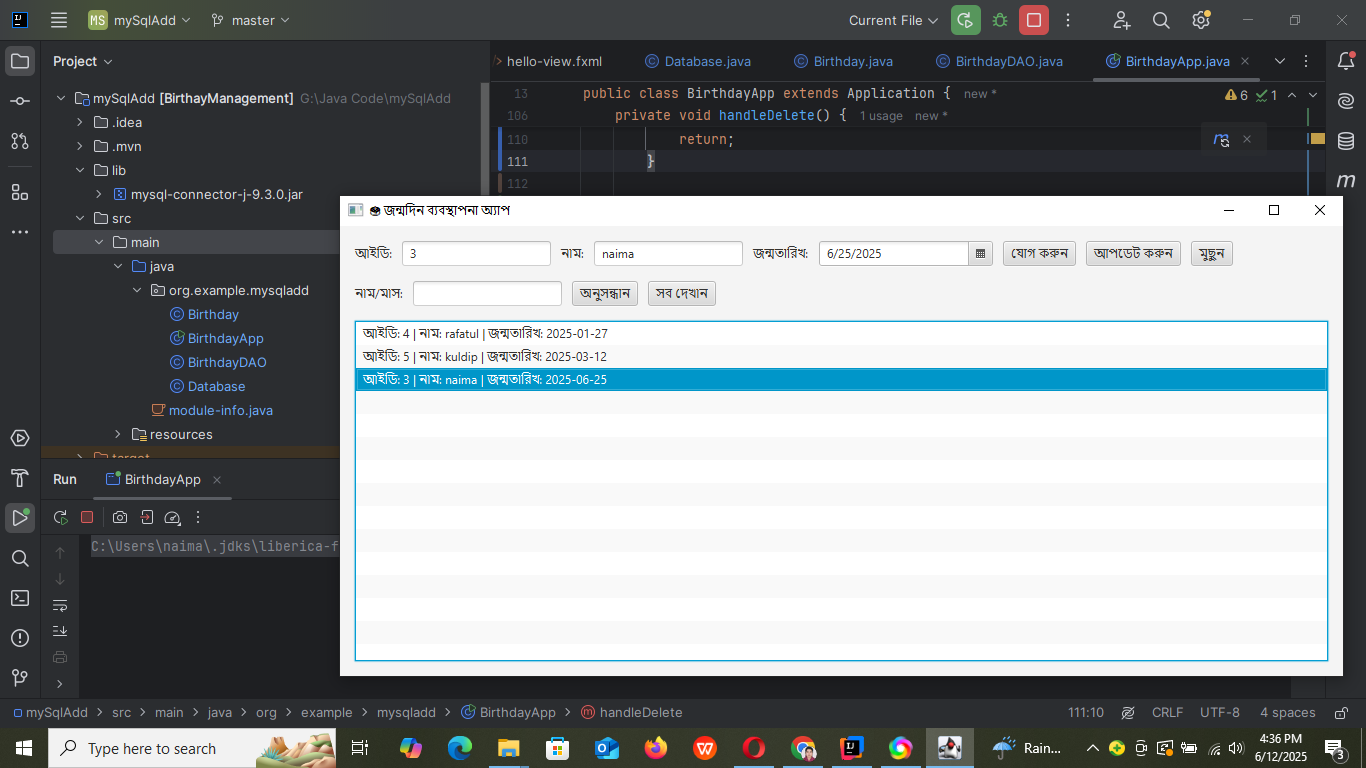 MS mySqlAdd master Current File
Project
hello-view.fxml Database.java Birthday.java BirthdayDAO.java BirthdayApp.java
mySqlAdd [BirthayManagement] G:\Java Code\mySqlAdd
.idea
.mvn
lib
mysql-connector-j-9.3.0.jar
src
main
java
org.example.mysqladd
Birthday
BirthdayApp
BirthdayDAO
Database
module-info.java
resources
target
13 public class BirthdayApp extends Application { new *
6 1
106 private void handleDelete() { 1 usage new *
110 return;
111 }
112
জন্মদিন ব্যবস্থাপনা অ্যাপ
আইডি: 3 নাম: naima জন্মতারিখ: 6/25/2025 যোগ করুন আপডেট করুন মুছুন
নাম/মাস: অনুসন্ধান সব দেখান
আইডি: 4 | নাম: rafatul | জন্মতারিখ: 2025-01-27
আইডি: 5 | নাম: kuldip | জন্মতারিখ: 2025-03-12
আইডি: 3 | নাম: naima | জন্মতারিখ: 2025-06-25
Run BirthdayApp
C:\Users\naima\.jdks\liberica-f
mySqlAdd > src > main > java > org > example > mysqladd > BirthdayApp > handleDelete
111:10 CRLF UTF-8 4 spaces
Type here to search
Rain...
4:36 PM
6/12/2025
3